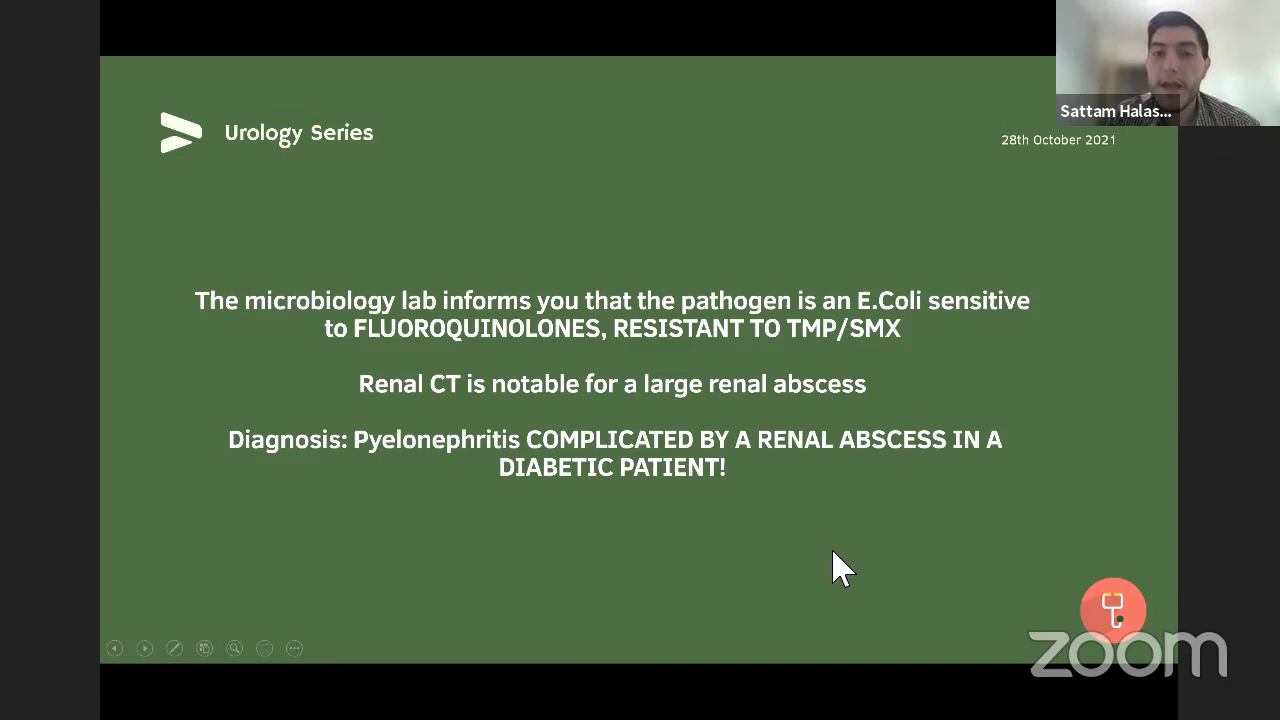 Sattam Halas...
Urology Series
28th October 2021
The microbiology lab informs you that the pathogen is an E.Coli sensitive
to FLUOROQUINOLONES, RESISTANT TO TMP/SMX
Renal CT is notable for a large renal abscess
Diagnosis: Pyelonephritis COMPLICATED BY A RENAL ABSCESS IN A
DIABETIC PATIENT!
zoom